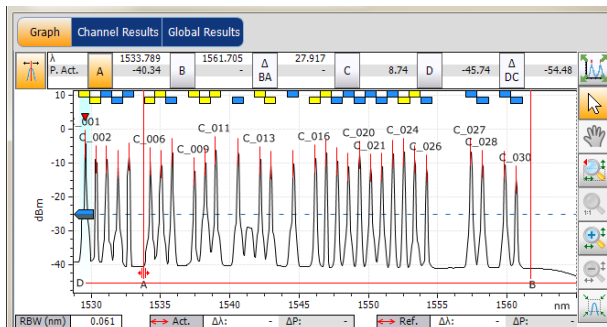 Graph Channel Results Global Results
λ 1533.789 1561.705 Δ 27.917 Δ
P. Act. A -40.34 B - BA - C 8.74 D -45.74 DC -54.48
10
0
-10
-20
-30
-40
dBm
_001
C_002
C_006
C_009
C_011
C_013
C_016
C_020
C_021
C_024
C_026
C_027
C_028
C_030
D A B
1:1
1530 1535 1540 1545 1550 1555 1560 nm
RBW (nm) 0.061 Act. Δλ: - ΔP: - Ref. Δλ: - ΔP: -